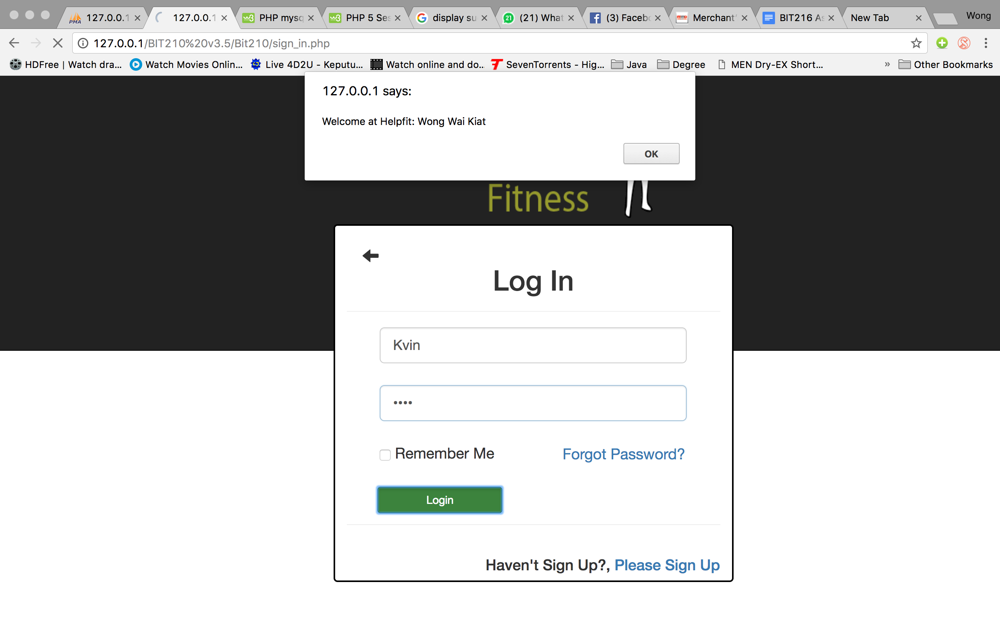 PMA 127.0.0.1 127.0.0.1 PHP mysq PHP 5 Ses display su 21 (21) What (3) Facebo Merchant' BIT216 As New Tab Wong
127.0.0.1/BIT210%20v3.5/Bit210/sign_in.php
HDFree | Watch dra... Watch Movies Onlin... Live 4D2U - Keputu... Watch online and do... SevenTorrents - Hig... Java Degree MEN Dry-EX Short... » Other Bookmarks
127.0.0.1 says:
Welcome at Helpfit: Wong Wai Kiat
OK
Fitness
Log In
Kvin
••••
Remember Me Forgot Password?
Login
Haven't Sign Up?, Please Sign Up